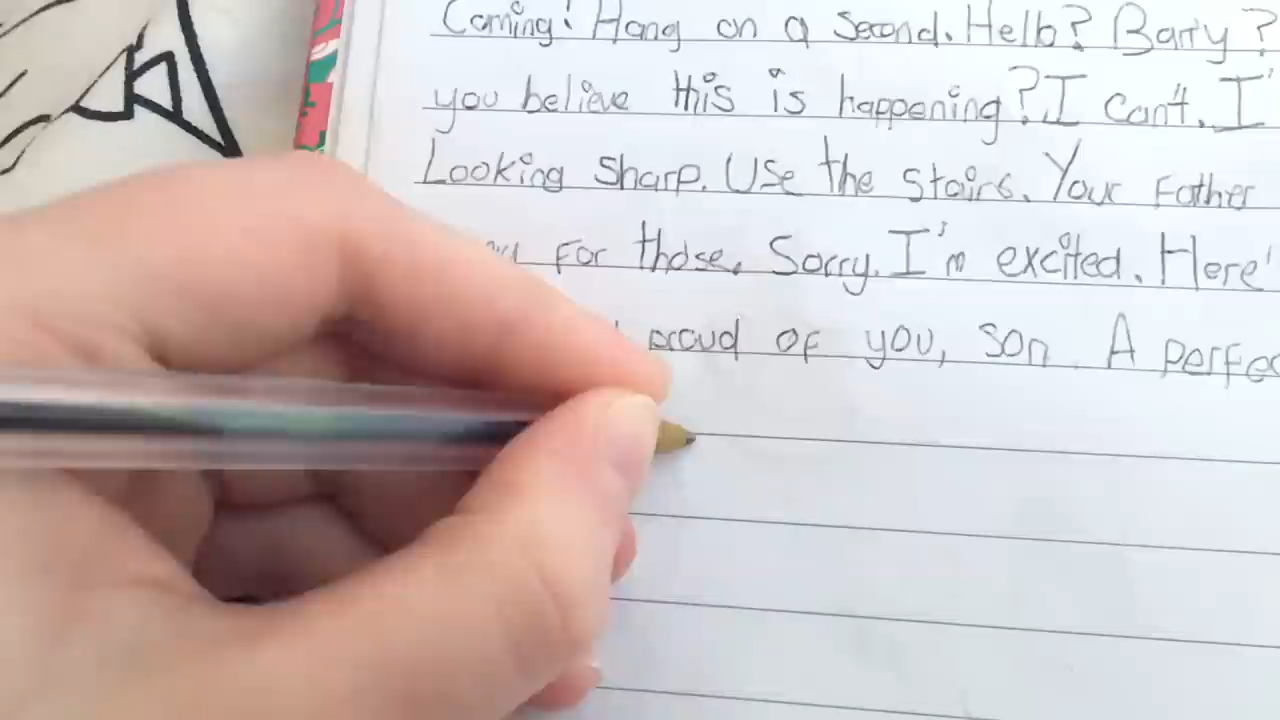 Coming! Hang on a second. Hello? Barry?
you believe this is happening? I can't. I'
Looking Sharp. Use the stairs. Your Father
for those. Sorry. I'm excited. Here'
proud of you, son. A perfec